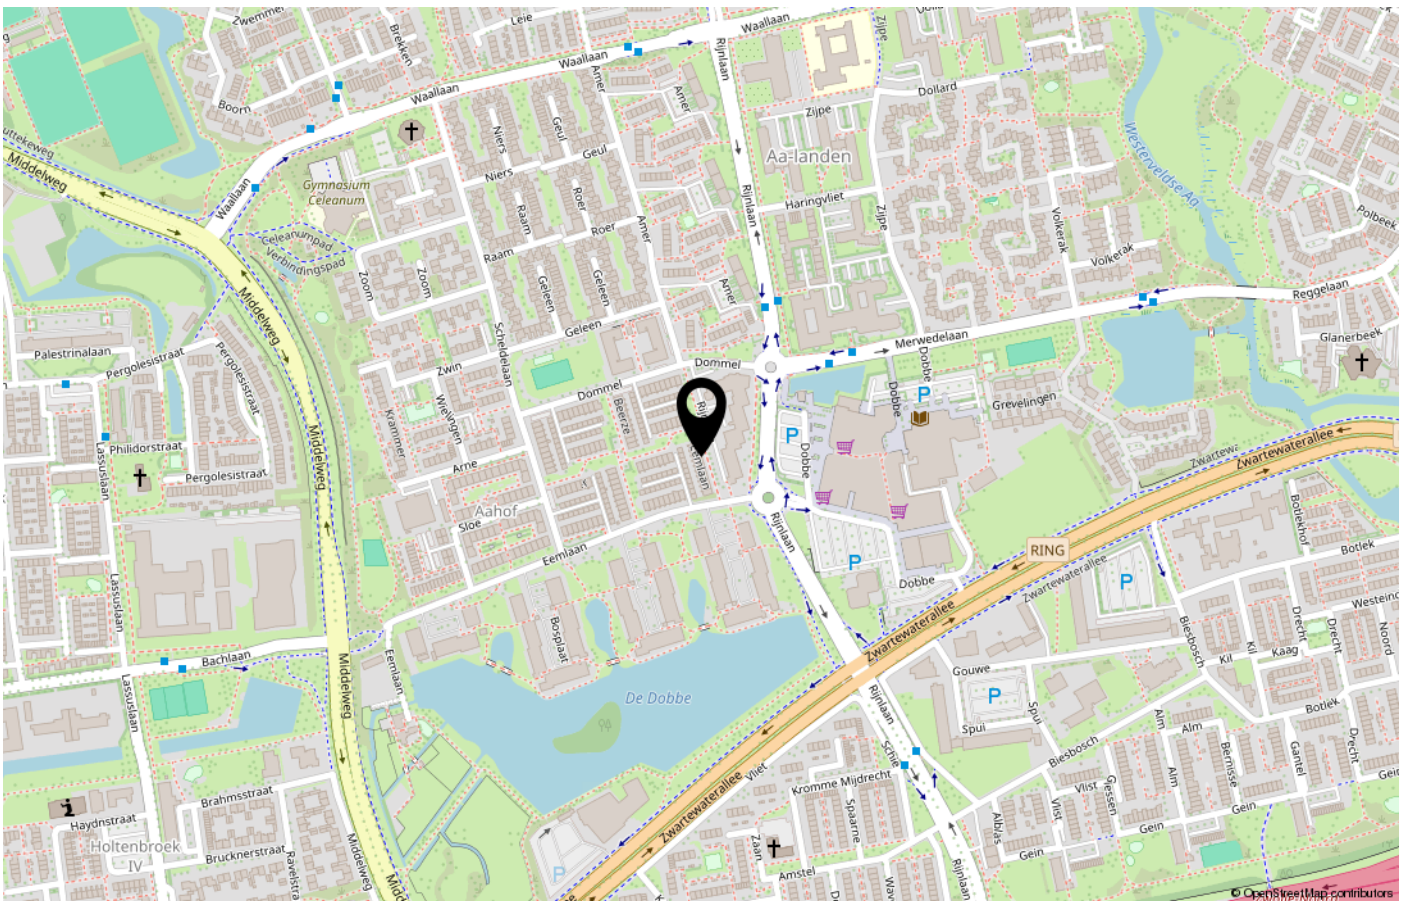 Zwemmer
Leie
Brekken
Boorn
Waallaan
Waallaan
Waallaan
Waallaan
Rijnlaan
Zijpe
Amer
Amer
Niers
Geul
Geul
Niers
Zijpe
Dollard
Aa-landen
Westerveldse Aa
Middelweg
Gymnasium
Celeanum
Celeanumpad
Verbindingspad
Roer
Raam
Roer
Raam
Amer
Rijnlaan
Haringvliet
Zijpe
Volkerak
Volkerak
Polbeek
Zoom
Zoom
Geleen
Geleen
Geleen
Amer
Middelweg
Scheldelaan
Reggelaan
Glanerbeek
Merwedelaan
Palestrinalaan
Pergolesistraat
Pergolesistraat
Zwin
Dommel
Dommel
Dobbe
Dobbe
P
Grevelingen
Krammer
Wielingen
Beerze
Middelweg
Philidorstraat
Lassuslaan
Pergolesistraat
Arne
Eemlaan
P
Dobbe
Zwartewaterallee
Aahof
Sloe
Eemlaan
Rijnlaan
P
Dobbe
RING
Zwartewaterallee
P
Botlekhof
Botlek
Westeinde
Lassuslaan
Bosplaat
Zwartewaterallee
Biesbosch
Drecht
Drecht
Noord
Kil
Kil
Kaag
Bachlaan
Eemlaan
Middelweg
Lassuslaan
De Dobbe
Rijnlaan
Gouwe
P
Spui
Spui
Botlek
Alm
Alm
Alm
Bernisse
Gantel
Drecht
Schie
Biesbosch
Vliet
Kromme Mijdrecht
Vlist
Vlist
Giessen
Gein
Brahmsstraat
Zwartewaterallee
Spaarne
Alblas
Gein
Gein
Haydnstraat
Holtenbroek
IV
Brucknerstraat
Middelweg
Zaan
Amstel
Rijnlaan
P
© OpenStreetMap contributors